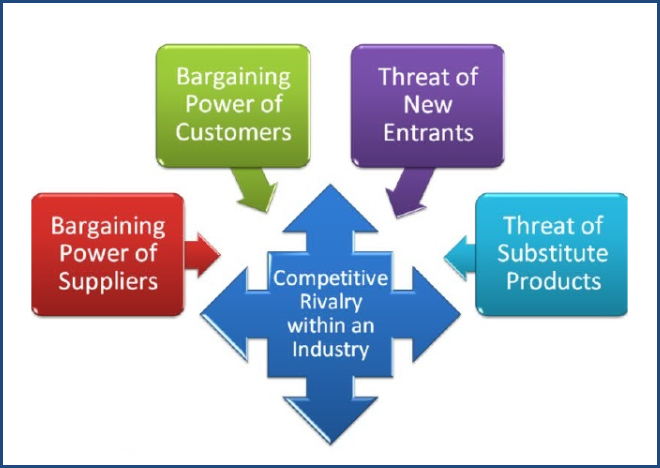 Bargaining
Power of
Customers
Threat of
New
Entrants
Bargaining
Power of
Suppliers
Threat of
Substitute
Products
Competitive
Rivalry
within an
Industry